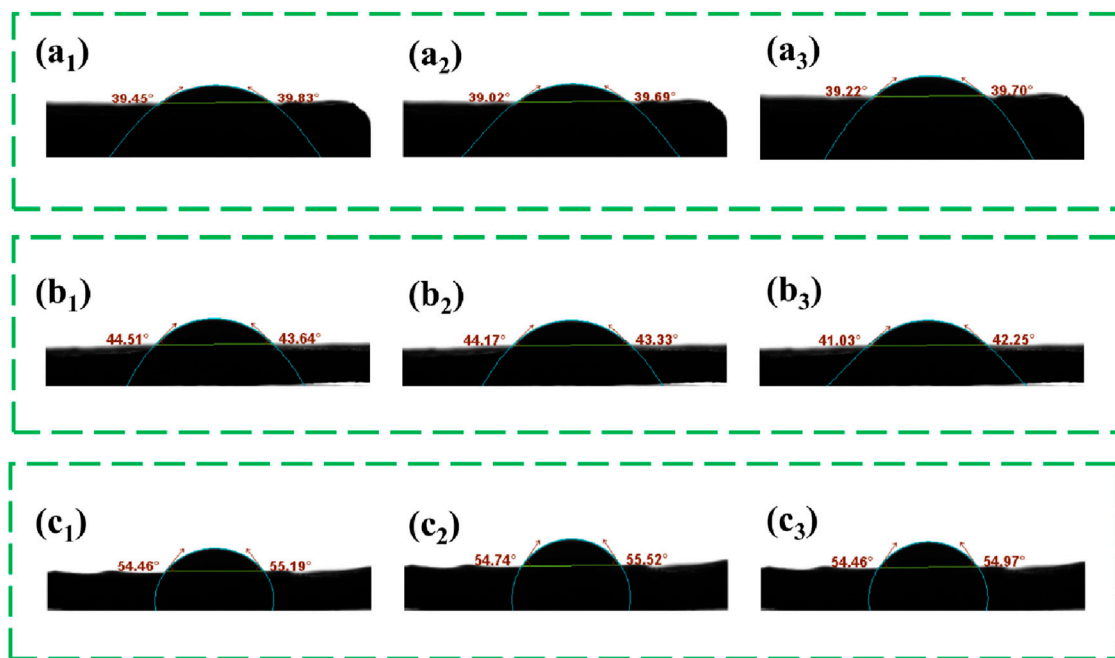 (a₁)
39.45° 39.83°
(a₂)
39.02° 39.69°
(a₃)
39.22° 39.70°
(b₁)
44.51° 43.64°
(b₂)
44.17° 43.33°
(b₃)
41.03° 42.25°
(c₁)
54.46° 55.19°
(c₂)
54.74° 55.52°
(c₃)
54.46° 54.97°